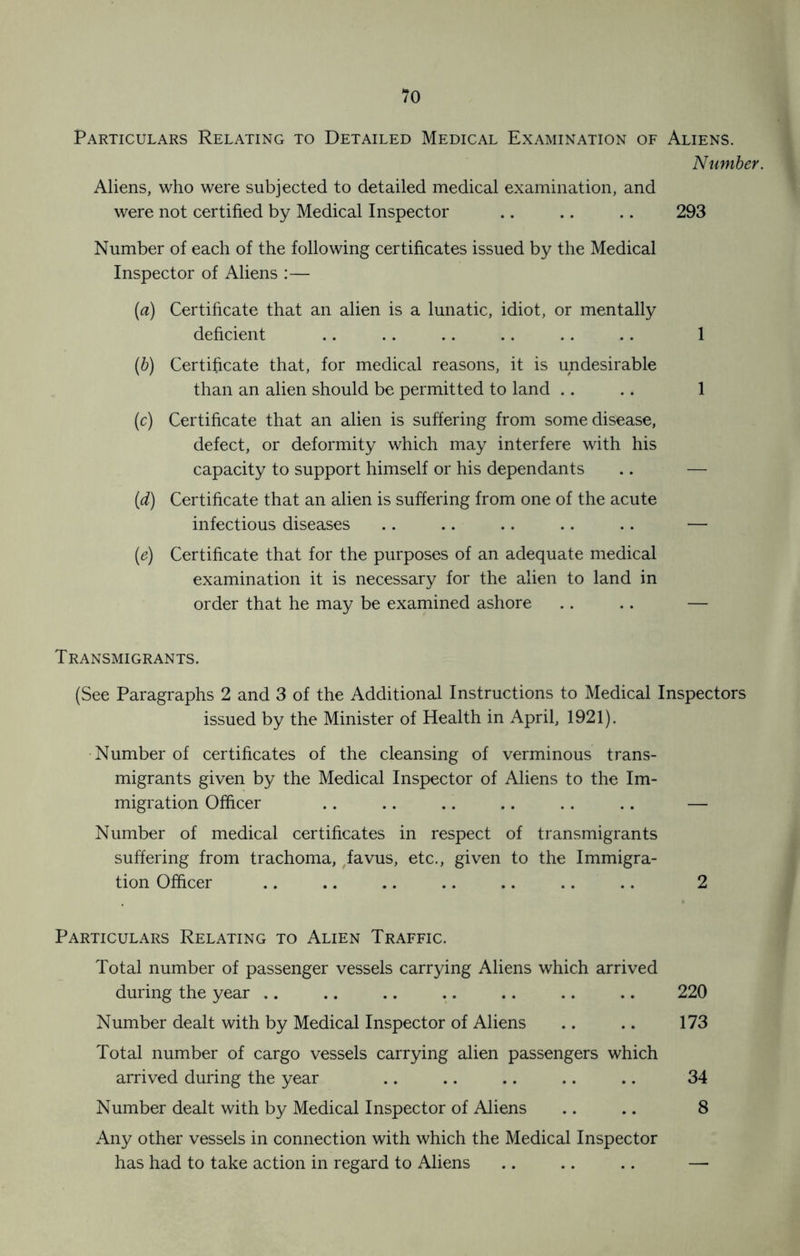 70
Particulars Relating to Detailed Medical Examination of Aliens.
Number.
Aliens, who were subjected to detailed medical examination, and
were not certified by Medical Inspector .. .. .. 293
Number of each of the following certificates issued by the Medical
Inspector of Aliens :—
(a) Certificate that an alien is a lunatic, idiot, or mentally
deficient .. .. .. .. .. .. 1
(b) Certificate that, for medical reasons, it is undesirable
than an alien should be permitted to land .. .. 1
(c) Certificate that an alien is suffering from some disease,
defect, or deformity which may interfere with his
capacity to support himself or his dependants .. —
(d) Certificate that an alien is suffering from one of the acute
infectious diseases .. .. .. .. .. —
(e) Certificate that for the purposes of an adequate medical
examination it is necessary for the alien to land in
order that he may be examined ashore .. .. —
Transmigrants.
(See Paragraphs 2 and 3 of the Additional Instructions to Medical Inspectors
issued by the Minister of Health in April, 1921).
Number of certificates of the cleansing of verminous trans-
migrants given by the Medical Inspector of Aliens to the Im-
migration Officer .. .. .. .. .. .. —
Number of medical certificates in respect of transmigrants
suffering from trachoma, favus, etc., given to the Immigra-
tion Officer .. .. .. .. .. .. .. 2
Particulars Relating to Alien Traffic.
Total number of passenger vessels carrying Aliens which arrived
during the year .. .. .. .. .. .. .. 220
Number dealt with by Medical Inspector of Aliens .. .. 173
Total number of cargo vessels carrying alien passengers which
arrived during the year .. .. .. .. .. 34
Number dealt with by Medical Inspector of Aliens .. .. 8
Any other vessels in connection with which the Medical Inspector
has had to take action in regard to Aliens .. .. .. —